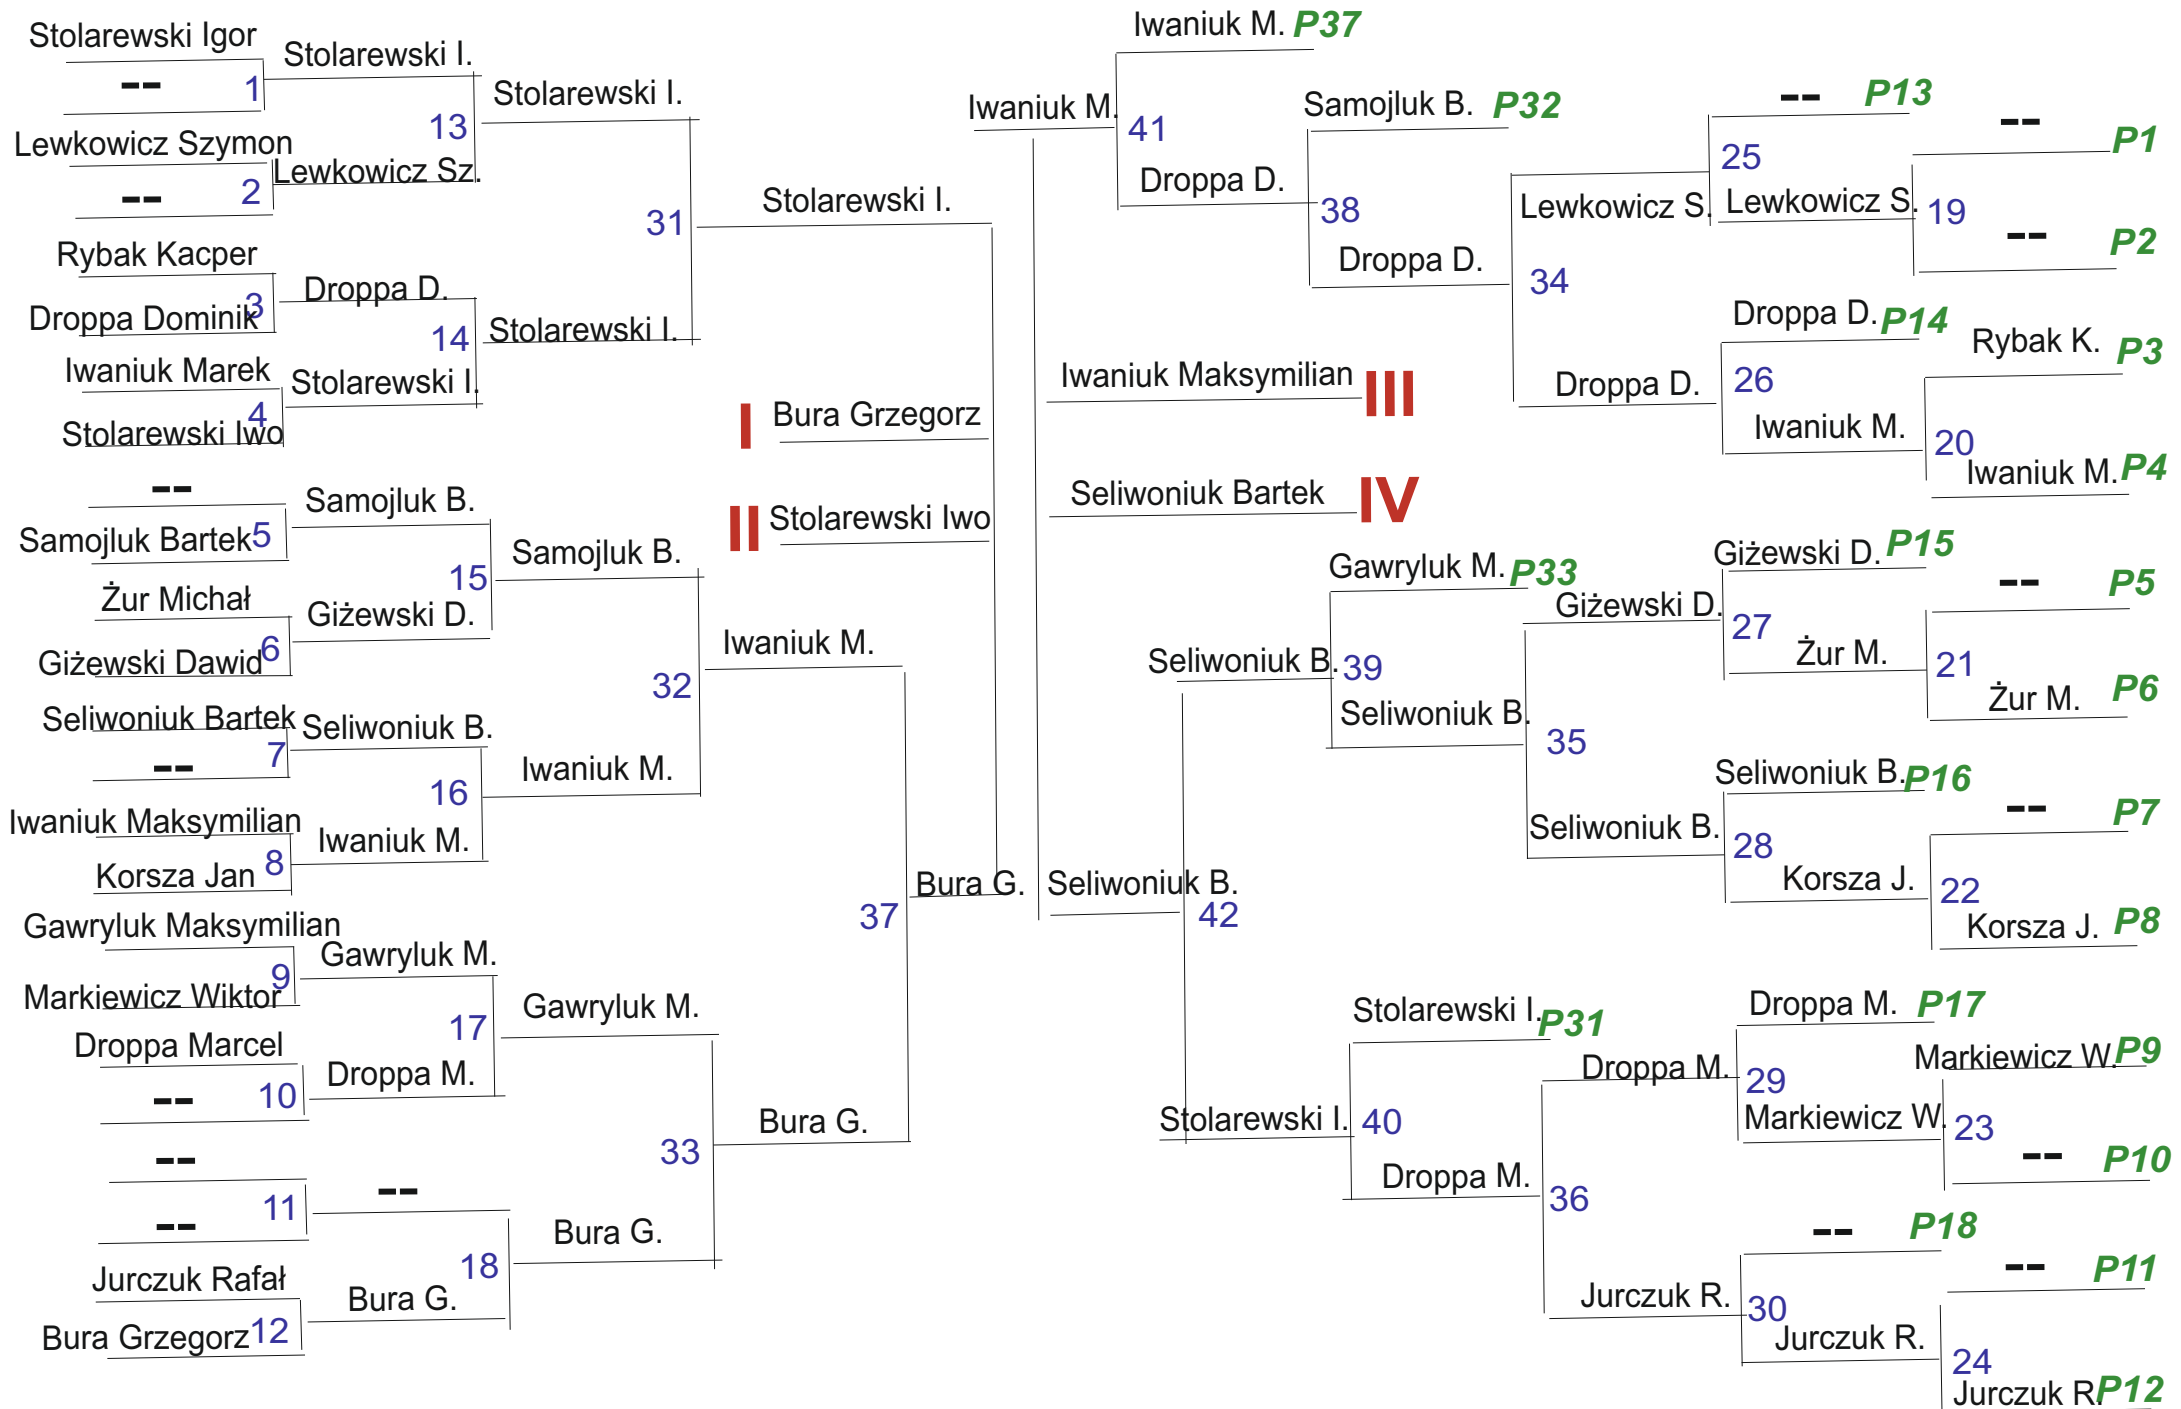 Stolarewski Igor
--
1
Lewkowicz Szymon
--
2
Rybak Kacper
3
Droppa Dominik
Iwaniuk Marek
4
Stolarewski Iwo
--
Samojluk Bartek
5
Żur Michał
6
Giżewski Dawid
Seliwoniuk Bartek
7
--
Iwaniuk Maksymilian
8
Korsza Jan
Gawryluk Maksymilian
9
Markiewicz Wiktor
Droppa Marcel
10
--
--
11
--
Jurczuk Rafał
Bura Grzegorz
12
Stolarewski I.
13
Lewkowicz Sz.
Droppa D.
14
Stolarewski I.
Samojluk B.
15
Giżewski D.
Seliwoniuk B.
16
Iwaniuk M.
Gawryluk M.
17
Droppa M.
--
18
Bura G.
Stolarewski I.
31
Stolarewski I.
Samojluk B.
32
Iwaniuk M.
Gawryluk M.
33
Bura G.
Stolarewski I.
I Bura Grzegorz
II Stolarewski Iwo
Iwaniuk M.
37
Bura G.
Bura G.
Iwaniuk M.
Iwaniuk Maksymilian III
Seliwoniuk Bartek IV
Seliwoniuk B.
42
Iwaniuk M. P37
41
Droppa D.
Seliwoniuk B.
Stolarewski I.
Samojluk B. P32
38
Droppa D.
Gawryluk M. P33
39
Seliwoniuk B.
Stolarewski I. P31
40
Droppa M.
Lewkowicz S.
34
Droppa D.
Giżewski D.
35
Seliwoniuk B.
Droppa M.
36
Jurczuk R.
-- P13
25
Lewkowicz S.
Droppa D. P14
26
Iwaniuk M.
Giżewski D. P15
27
Żur M.
Seliwoniuk B. P16
28
Korsza J.
Droppa M. P17
29
Markiewicz W.
-- P18
30
Jurczuk R.
-- P1
19
-- P2
Rybak K. P3
20
Iwaniuk M. P4
-- P5
21
Żur M. P6
-- P7
22
Korsza J. P8
Markiewicz W. P9
23
-- P10
-- P11
24
Jurczuk R. P12